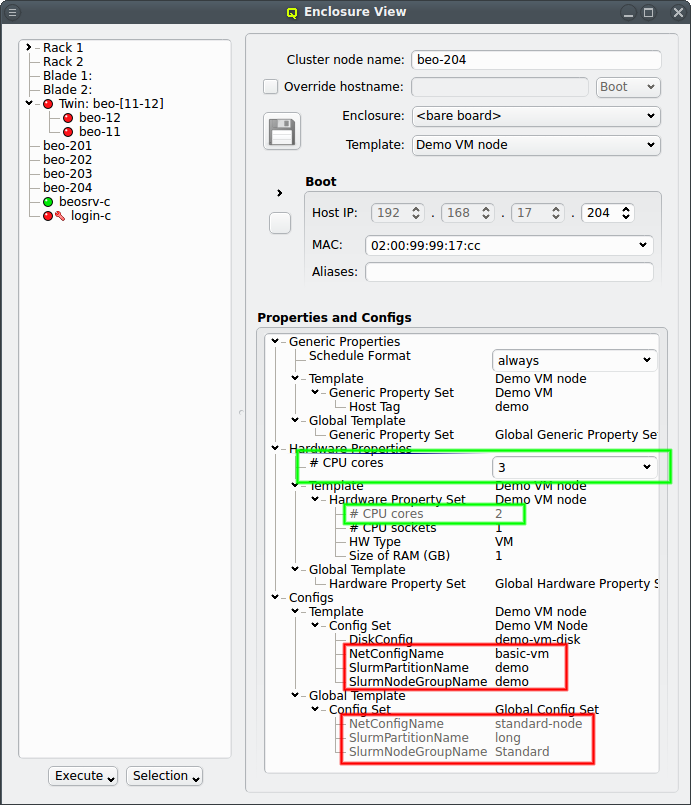 Enclosure View
Rack 1
Rack 2
Blade 1:
Blade 2:
Twin: beo-[11-12]
beo-12
beo-11
beo-201
beo-202
beo-203
beo-204
beosrv-c
login-c
Execute
Selection
Cluster node name: beo-204
Override hostname: Boot
Enclosure: <bare board>
Template: Demo VM node
Boot
Host IP: 192 . 168 . 17 . 204
MAC: 02:00:99:99:17:cc
Aliases:
Properties and Configs
Generic Properties
Schedule Format always
Template Demo VM node
Generic Property Set Demo VM
Host Tag demo
Global Template
Generic Property Set Global Generic Property Se
Hardware Properties
# CPU cores 3
Template Demo VM node
Hardware Property Set Demo VM node
# CPU cores 2
# CPU sockets 1
HW Type VM
Size of RAM (GB) 1
Global Template
Hardware Property Set Global Hardware Property S
Configs
Template Demo VM node
Config Set Demo VM Node
DiskConfig demo-vm-disk
NetConfigName basic-vm
SlurmPartitionName demo
SlurmNodeGroupName demo
Global Template
Config Set Global Config Set
NetConfigName standard-node
SlurmPartitionName long
SlurmNodeGroupName Standard